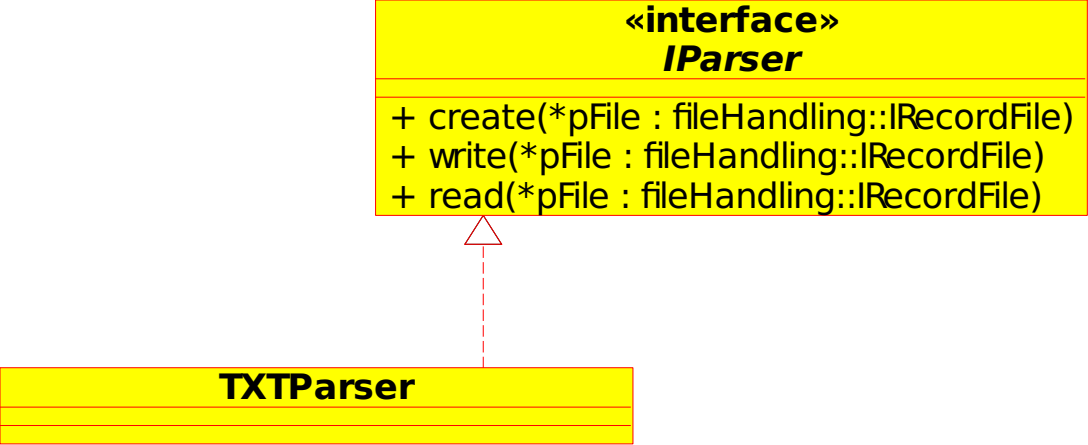 «interface»
IParser
+ create(*pFile : fileHandling::IRecordFile)
+ write(*pFile : fileHandling::IRecordFile)
+ read(*pFile : fileHandling::IRecordFile)
TXTParser